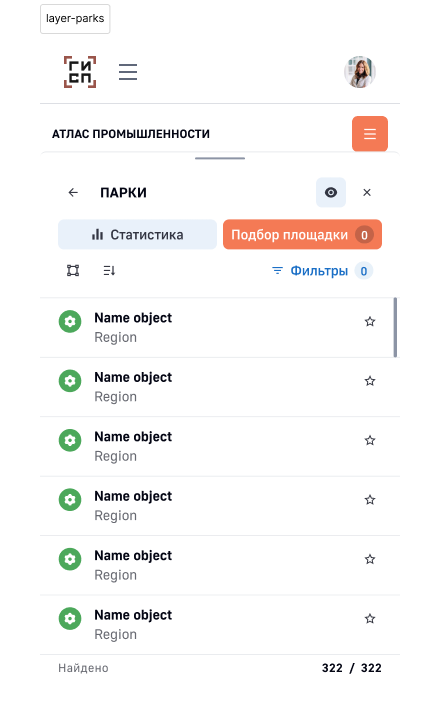 layer-parks
ГИ
СП
АТЛАС ПРОМЫШЛЕННОСТИ
ПАРКИ
Статистика
Подбор площадки 0
Фильтры 0
Name object
Region
Name object
Region
Name object
Region
Name object
Region
Name object
Region
Name object
Region
Найдено 322 / 322